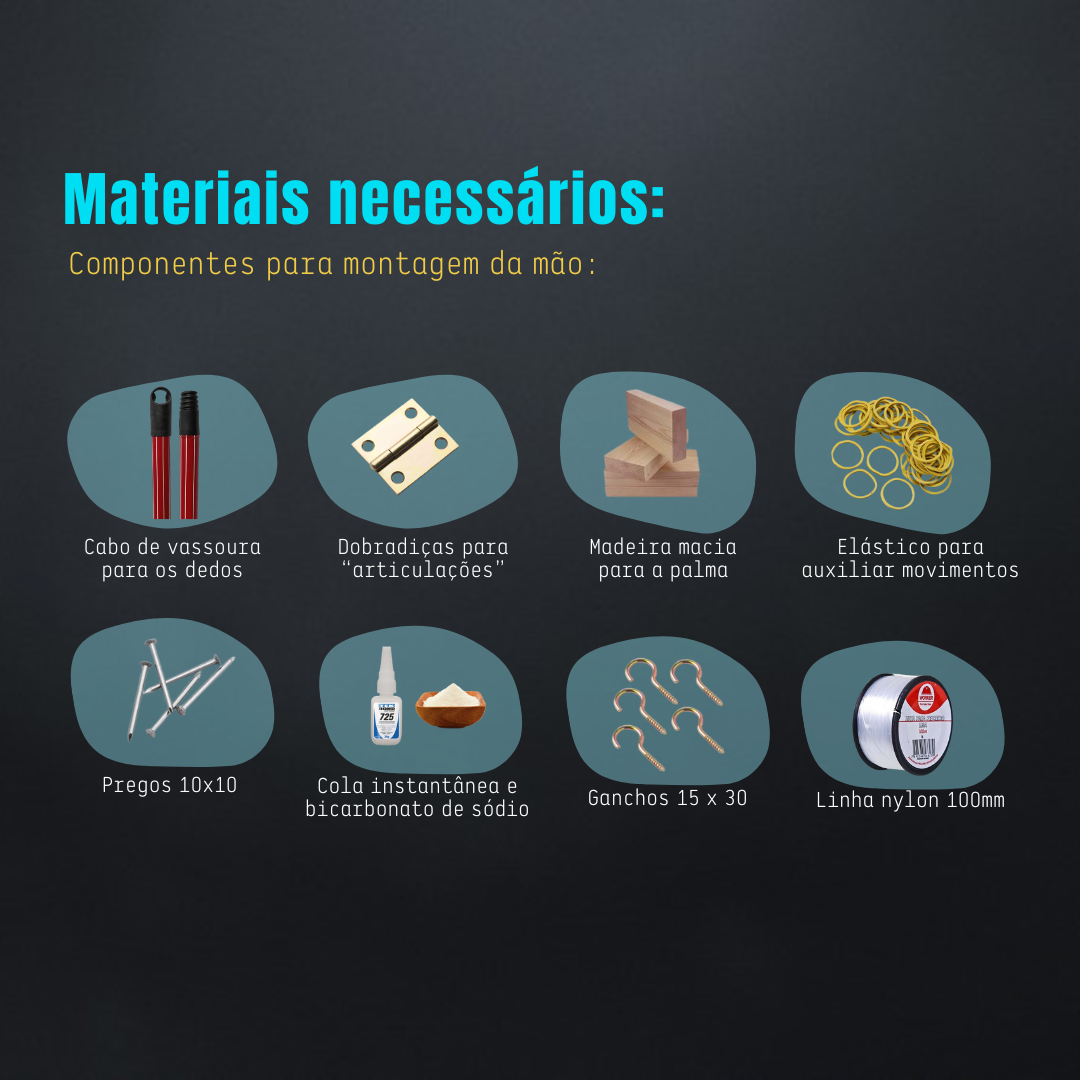 Materiais necessários:
Componentes para montagem da mão:
Cabo de vassoura
para os dedos
Dobradiças para
“articulações”
Madeira macia
para a palma
Elástico para
auxiliar movimentos
725
WORKER
Pregos 10x10
Cola instantânea e
bicarbonato de sódio
Ganchos 15 x 30
Linha nylon 100mm